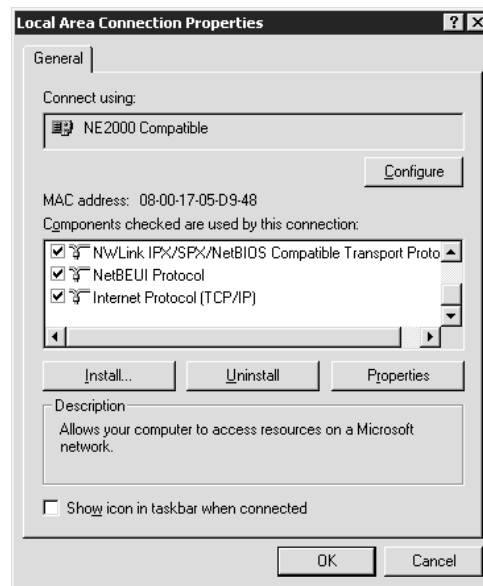 Local Area Connection Properties
General
Connect using:
NE2000 Compatible
Configure
MAC address: 08-00-17-05-D9-48
Components checked are used by this connection:
NWLink IPX/SPX/NetBIOS Compatible Transport Proto
NetBEUI Protocol
Internet Protocol (TCP/IP)
Install... Uninstall Properties
Description
Allows your computer to access resources on a Microsoft
network.
Show icon in taskbar when connected
OK Cancel